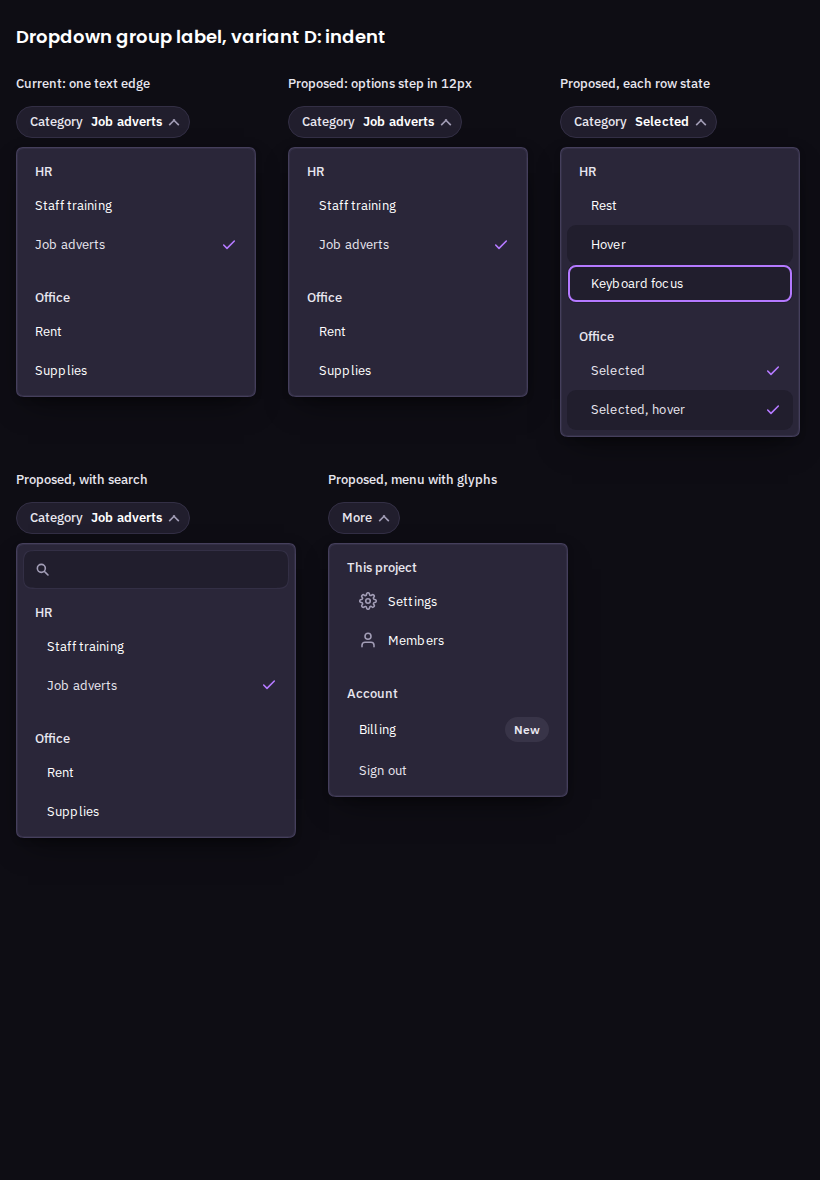 Dropdown group label, variant D: indent
Current: one text edge
Category Job adverts
HR
Staff training
Job adverts
Office
Rent
Supplies
Proposed: options step in 12px
Category Job adverts
HR
Staff training
Job adverts
Office
Rent
Supplies
Proposed, each row state
Category Selected
HR
Rest
Hover
Keyboard focus
Office
Selected
Selected, hover
Proposed, with search
Category Job adverts
HR
Staff training
Job adverts
Office
Rent
Supplies
Proposed, menu with glyphs
More
This project
Settings
Members
Account
Billing New
Sign out